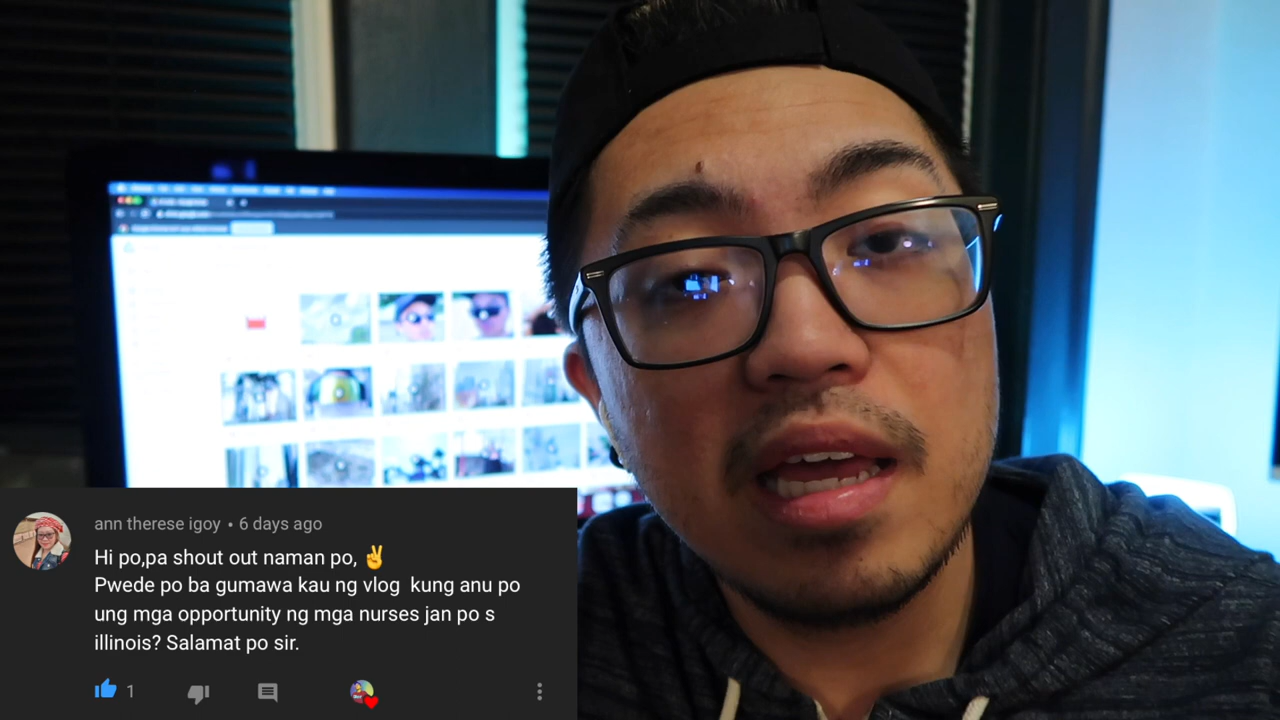 ann therese igoy • 6 days ago
Hi po,pa shout out naman po, ✌
Pwede po ba gumawa kau ng vlog kung anu po
ung mga opportunity ng mga nurses jan po s
illinois? Salamat po sir.
1